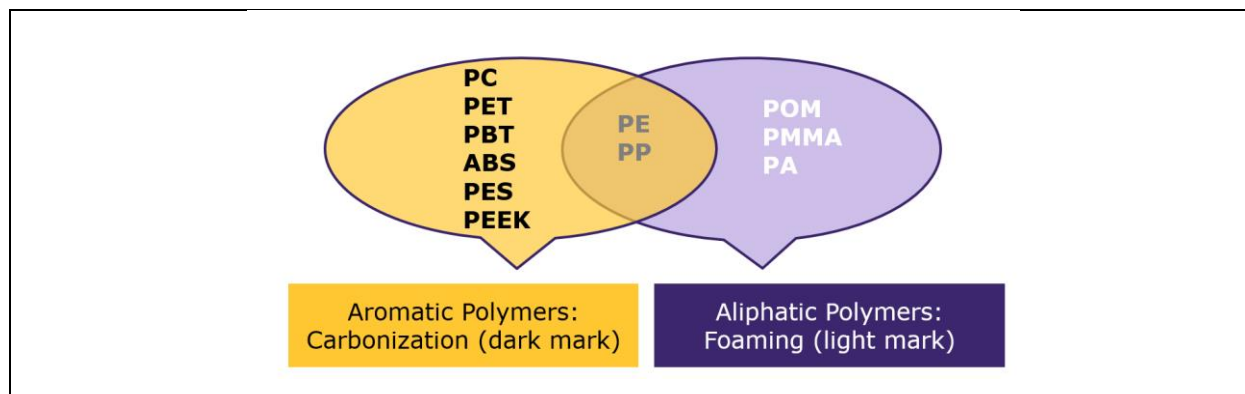 PC
PET
PBT
ABS
PES
PEEK
PE
PP
POM
PMMA
PA
Aromatic Polymers:
Carbonization (dark mark)
Aliphatic Polymers:
Foaming (light mark)